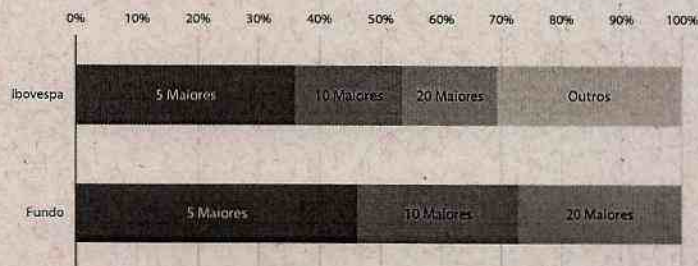 0% 10% 20% 30% 40% 50% 60% 70% 80% 90% 100%
Ibovespa 5 Maiores 10 Maiores 20 Maiores Outros
Fundo 5 Maiores 10 Maiores 20 Maiores